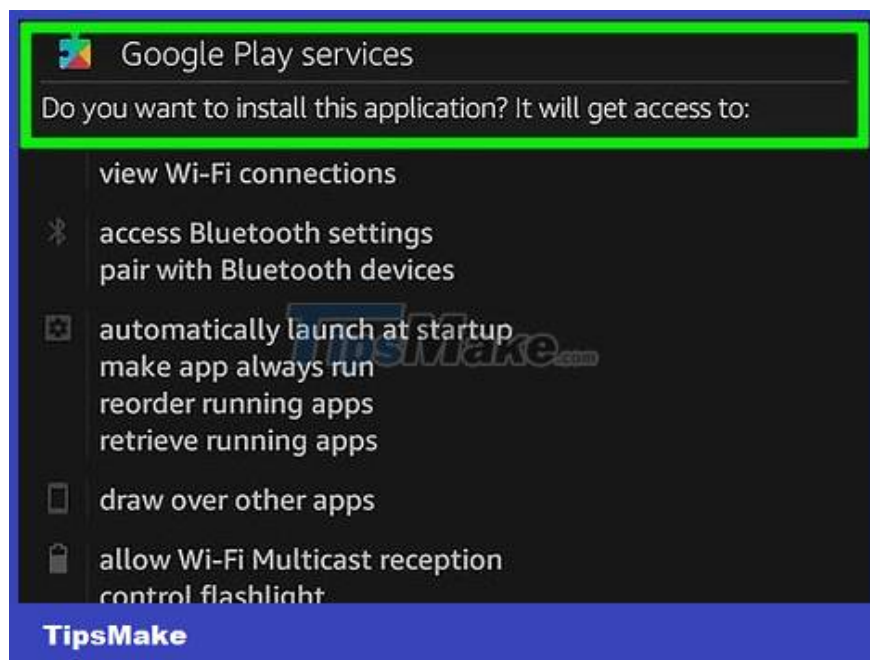 Google Play services
Do you want to install this application? It will get access to:
view Wi-Fi connections
access Bluetooth settings
pair with Bluetooth devices
automatically launch at startup
make app always run
reorder running apps
retrieve running apps
TipsMake.com
draw over other apps
allow Wi-Fi Multicast reception
control flashlight
TipsMake